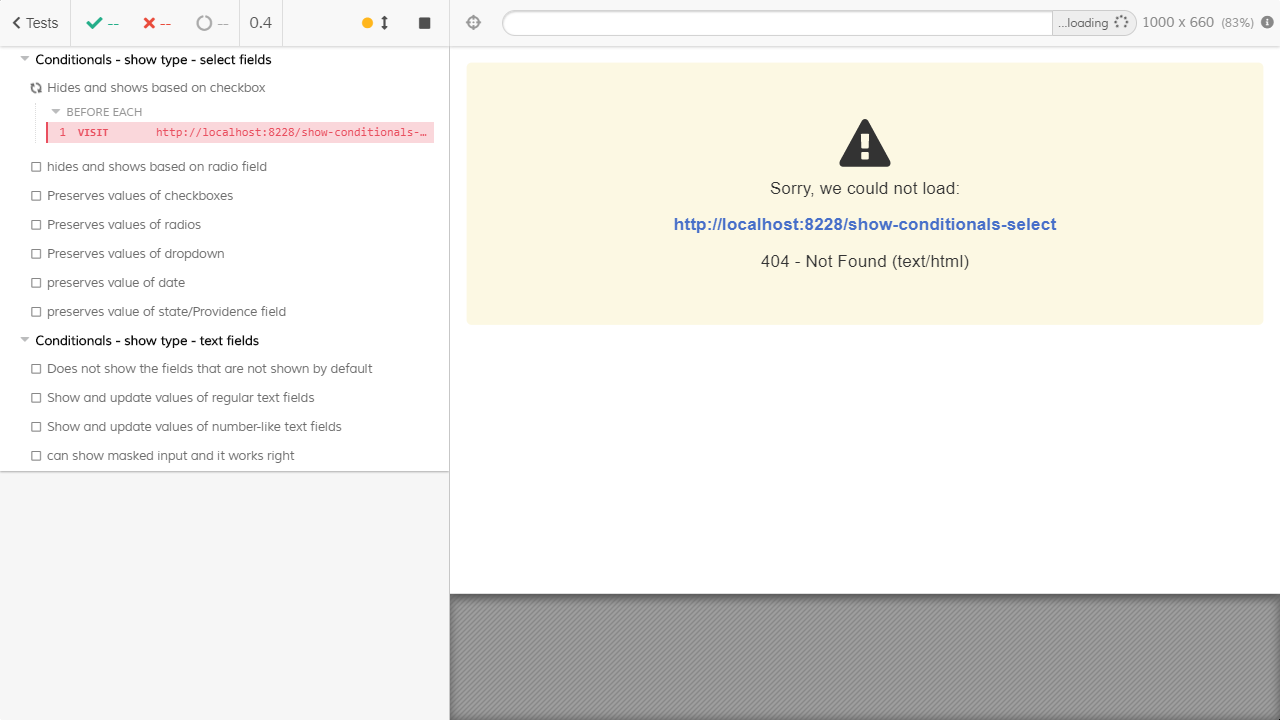 Tests
--
--
--
0.4
...loading
1000 x 660 (83%)
Conditionals - show type - select fields
Hides and shows based on checkbox
BEFORE EACH
1 VISIT http://localhost:8228/show-conditionals-…
hides and shows based on radio field
Preserves values of checkboxes
Preserves values of radios
Preserves values of dropdown
preserves value of date
preserves value of state/Providence field
Conditionals - show type - text fields
Does not show the fields that are not shown by default
Show and update values of regular text fields
Show and update values of number-like text fields
can show masked input and it works right
Sorry, we could not load:
http://localhost:8228/show-conditionals-select
404 - Not Found (text/html)